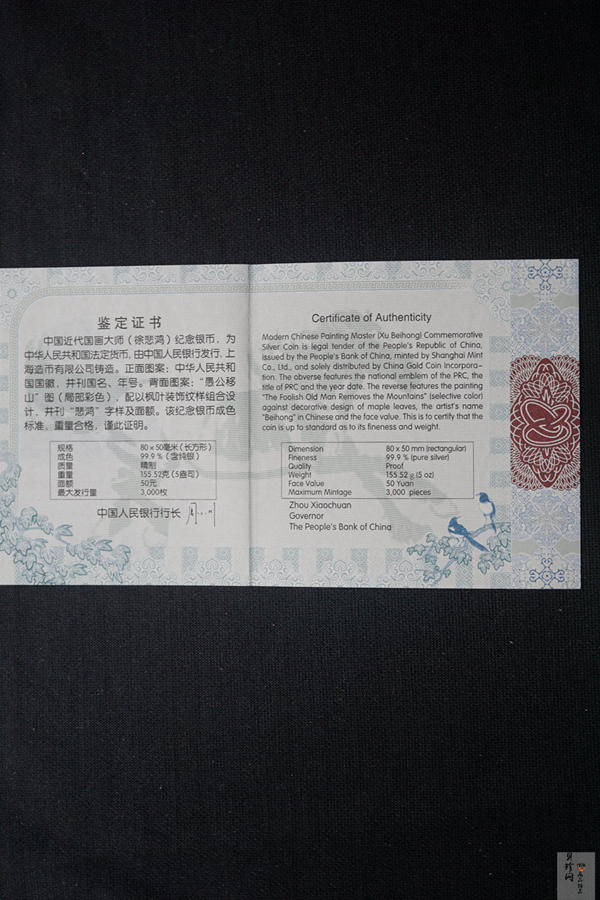 鉴定证书
中国近代国画大师（徐悲鸿）纪念银币，为
中华人民共和国法定货币，由中国人民银行发行，上
海造币有限公司铸造。正面图案：中华人民共和
国国徽，并刊国名、年号。背面图案：“愚公移
山”图（局部彩色），配以枫叶装饰纹样组合设
计，并刊“悲鸿”字样及面额。该纪念银币成色
标准，重量合格，谨此证明。
规格 80×50毫米（长方形）
成色 99.9％（含纯银）
质量 精制
重量 155.52克（5盎司）
面额 50元
最大发行量 3,000枚
中国人民银行行长
Certificate of Authenticity
Modern Chinese Painting Master (Xu Beihong) Commemorative
Silver Coin is legal tender of the People's Republic of China,
issued by the People's Bank of China, minted by Shanghai Mint
Co., Ltd., and solely distributed by China Gold Coin Incorpora-
tion. The obverse features the national emblem of the PRC, the
title of PRC and the year date. The reverse features the painting
"The Foolish Old Man Removes the Mountains" (selective color)
against decorative design of maple leaves, the artist's name
"Beihong" in Chinese and the face value. This is to certify that the
coin is up to standard as to its fineness and weight.
Dimension 80 x 50 mm (rectangular)
Fineness 99.9 % (pure silver)
Quality Proof
Weight 155.52 g (5 oz)
Face Value 50 Yuan
Maximum Mintage 3,000 pieces
Zhou Xiaochuan
Governor
The People's Bank of China